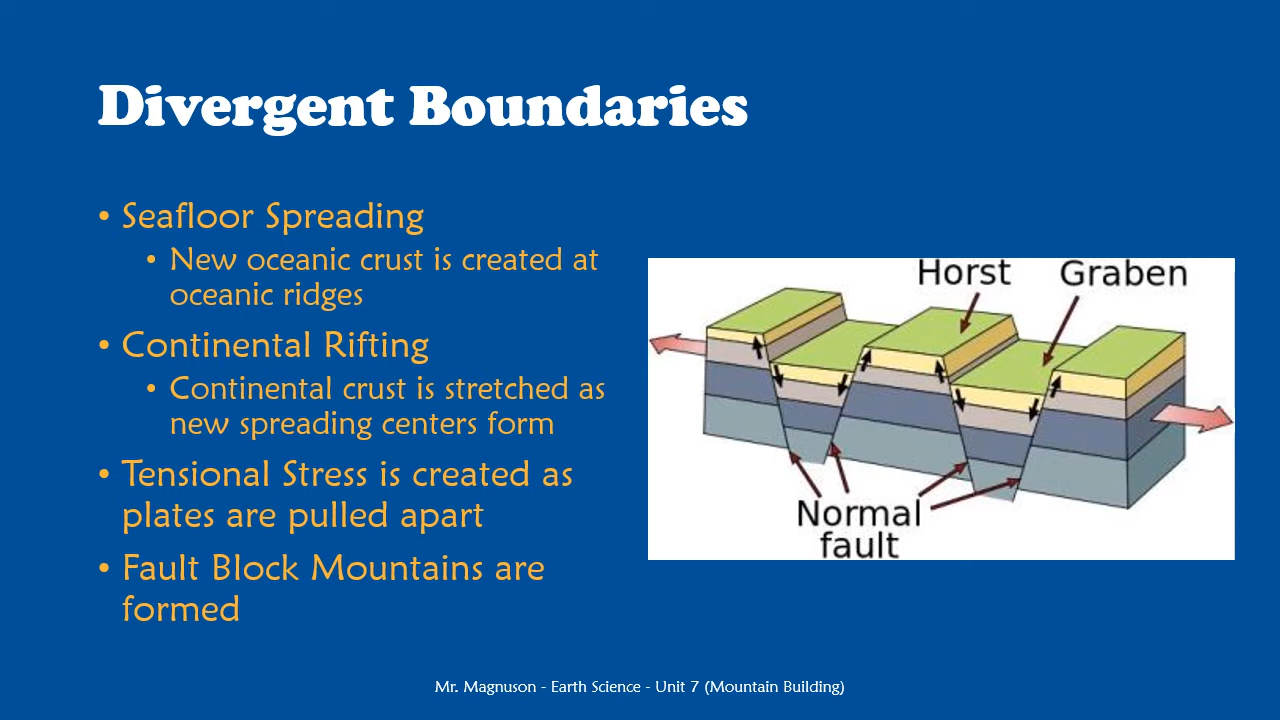 Divergent Boundaries
• Seafloor Spreading
• New oceanic crust is created at
oceanic ridges
• Continental Rifting
• Continental crust is stretched as
new spreading centers form
• Tensional Stress is created as
plates are pulled apart
• Fault Block Mountains are
formed
Horst Graben
Normal
fault
Mr. Magnuson - Earth Science - Unit 7 (Mountain Building)